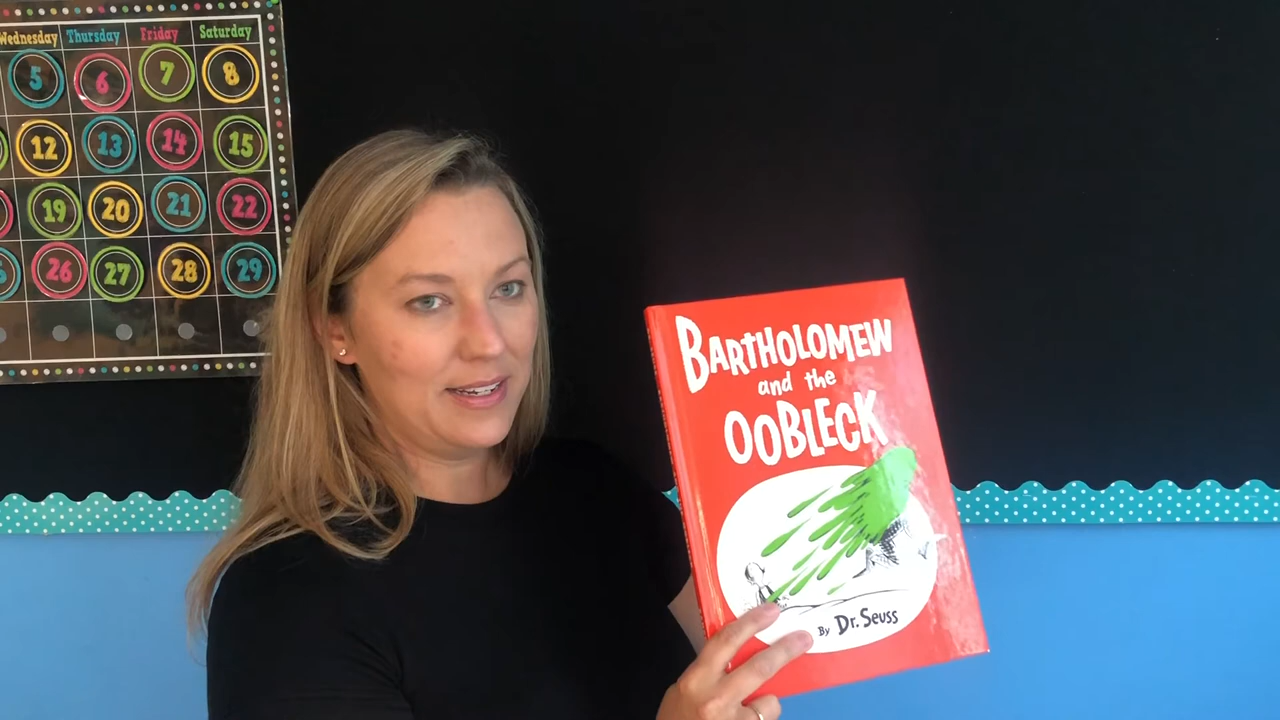 Wednesday Thursday Friday Saturday
5 6 7 8
12 13 14 15
19 20 21 22
26 27 28 29
BARTHOLOMEW
and the
OOBLECK
By Dr. Seuss